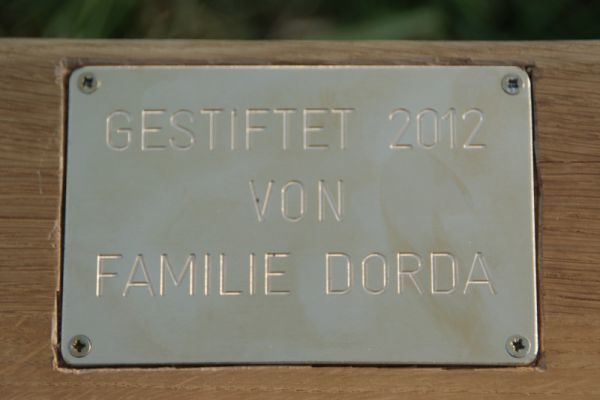 GESTIFTET 2012
VON
FAMILIE DORDA